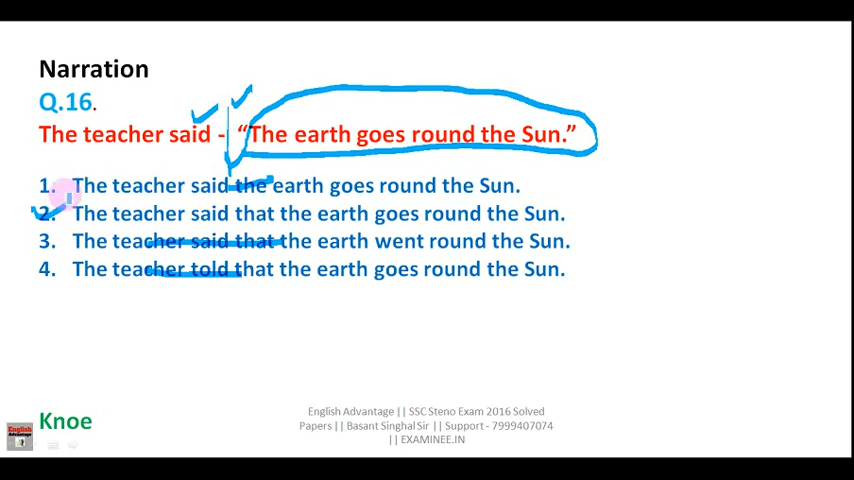 Narration
Q.16.
The teacher said - "The earth goes round the Sun."
1. The teacher said the earth goes round the Sun.
2. The teacher said that the earth goes round the Sun.
3. The teacher said that the earth went round the Sun.
4. The teacher told that the earth goes round the Sun.
Knoe
English Advantage || SSC Steno Exam 2016 Solved
Papers || Basant Singhal Sir || Support - 7999407074
|| EXAMINEE.IN
English
Advantage